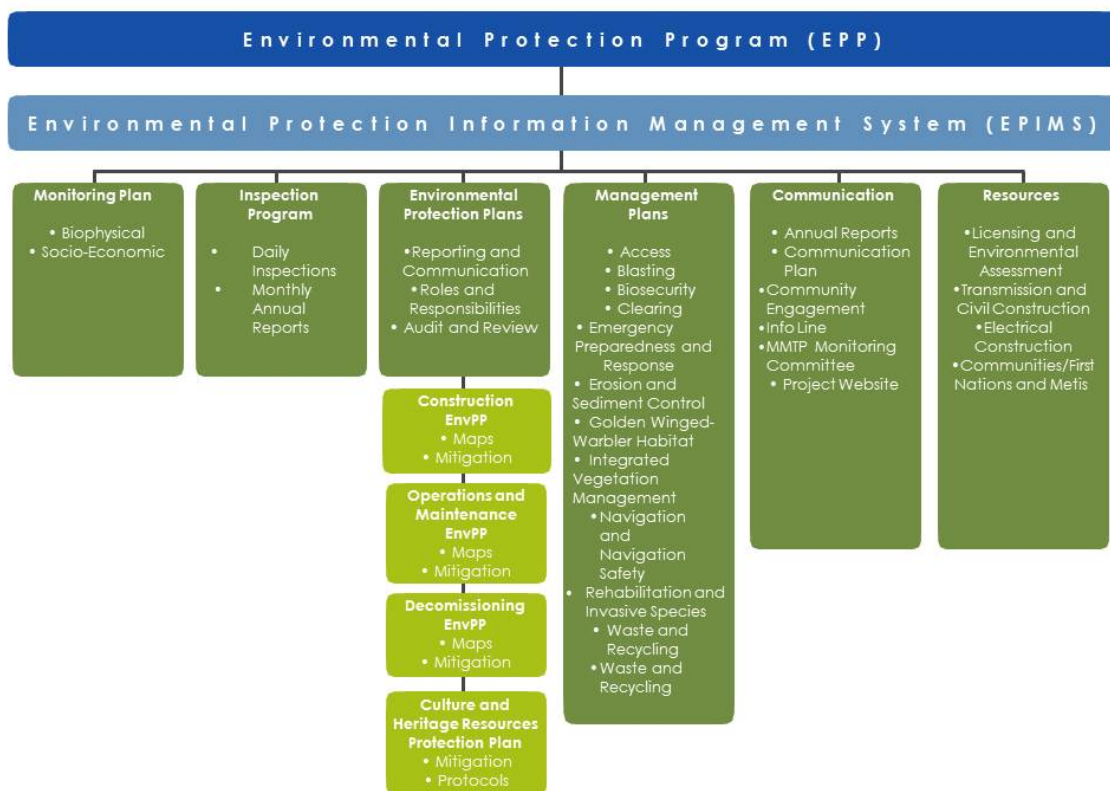 Environmental Protection Program (EPP)
Environmental Protection Information Management System (EPIMS)
Monitoring Plan
• Biophysical
• Socio-Economic
Inspection
Program
• Daily
Inspections
• Monthly
Annual
Reports
Environmental
Protection Plans
•Reporting and
Communication
•Roles and
Responsibilities
• Audit and Review
Construction
EnvPP
• Maps
• Mitigation
Operations and
Maintenance
EnvPP
• Maps
• Mitigation
Decomissioning
EnvPP
• Maps
• Mitigation
Culture and
Heritage Resources
Protection Plan
• Mitigation
• Protocols
Management
Plans
• Access
• Blasting
• Biosecurity
• Clearing
• Emergency
Preparedness and
Response
• Erosion and
Sediment Control
• Golden Winged-
Warbler Habitat
• Integrated
Vegetation
Management
•Navigation
and
Navigation
Safety
• Rehabilitation and
Invasive Species
• Waste and
Recycling
•Waste and
Recycling
Communication
• Annual Reports
• Communication
Plan
•Community
Engagement
•Info Line
•MMTP Monitoring
Committee
• Project Website
Resources
•Licensing and
Environmental
Assessment
•Transmission and
Civil Construction
•Electrical
Construction
•Communities/First
Nations and Metis